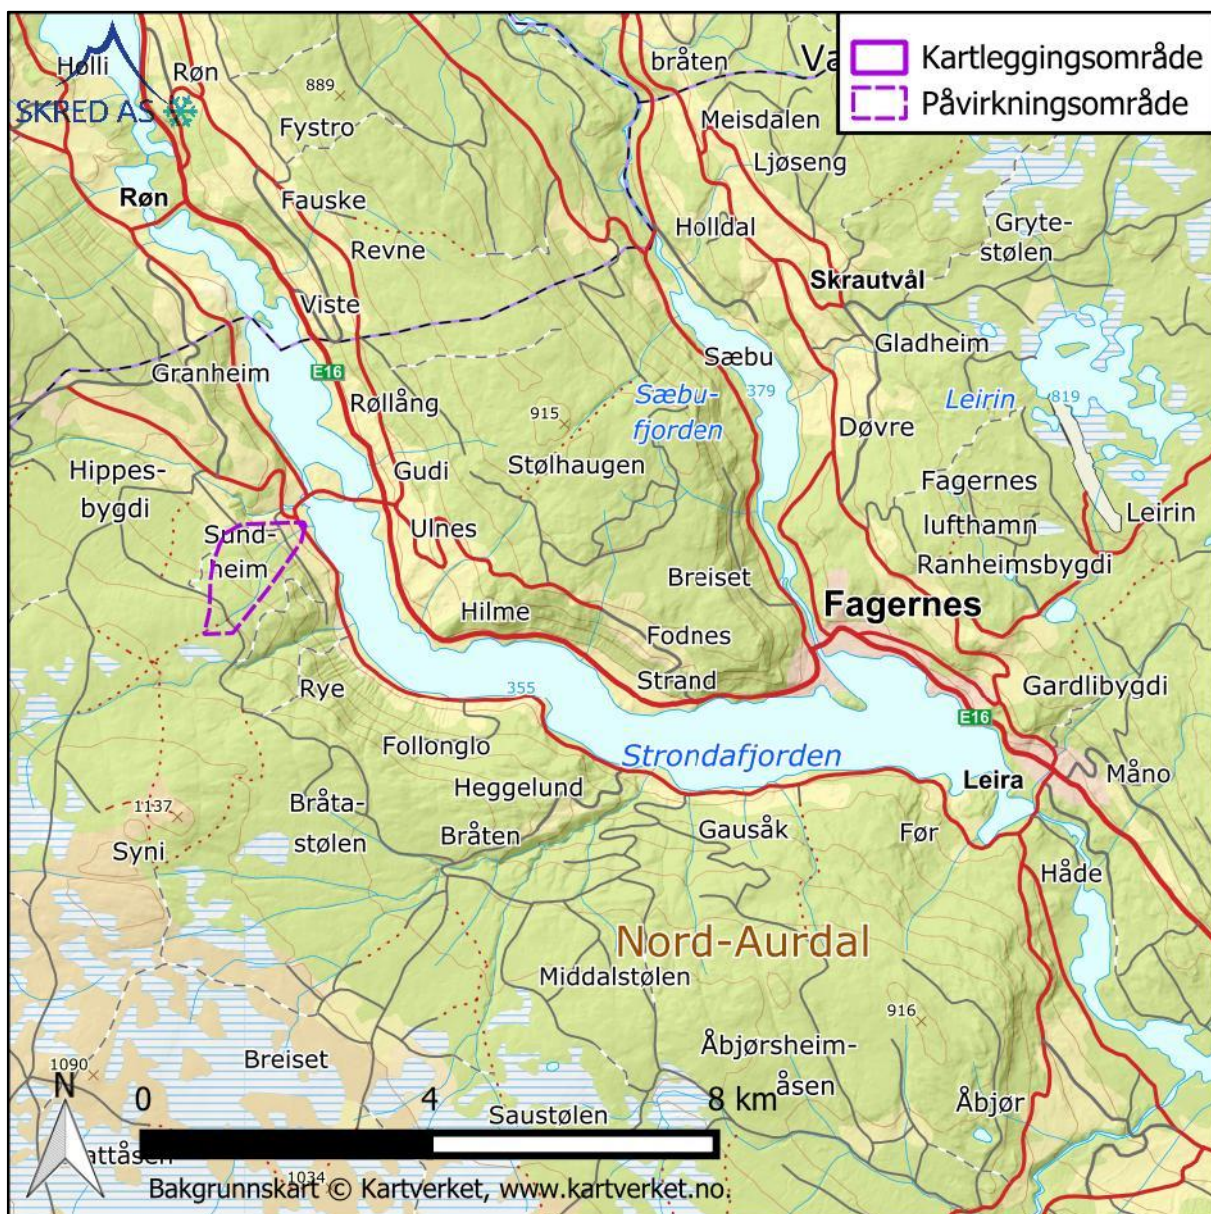 Kartleggingsområde
Påvirkningsområde
Holli
Røn
SKRED AS
889
Fystro
bråten
Meisdalen
Ljøseng
Røn
Fauske
Revne
Holldal
Gryte-
stølen
Skrautvål
Viste
Granheim
E16
Røllång
Sæbu
Gladheim
Sæbu-
fjorden
379
Leirin
819
915
Døvre
Hippes-
bygdi
Gudi
Stølhaugen
Fagernes
lufthamn
Leirin
Sund-
heim
Ulnes
Ranheimsbygdi
Breiset
Fagernes
Hilme
Fodnes
Strand
Rye
355
Gardlibygdi
E16
Follonglo
Strondafjorden
Heggelund
Leira
Måno
1137
Bråta-
stølen
Bråten
Gausåk
Før
Syni
Håde
Nord-Aurdal
Middalstølen
916
Breiset
Åbjørsheim-
åsen
1090
N
0 4 8 km
Saustølen
Åbjør
1034
Bakgrunnskart © Kartverket, www.kartverket.no.